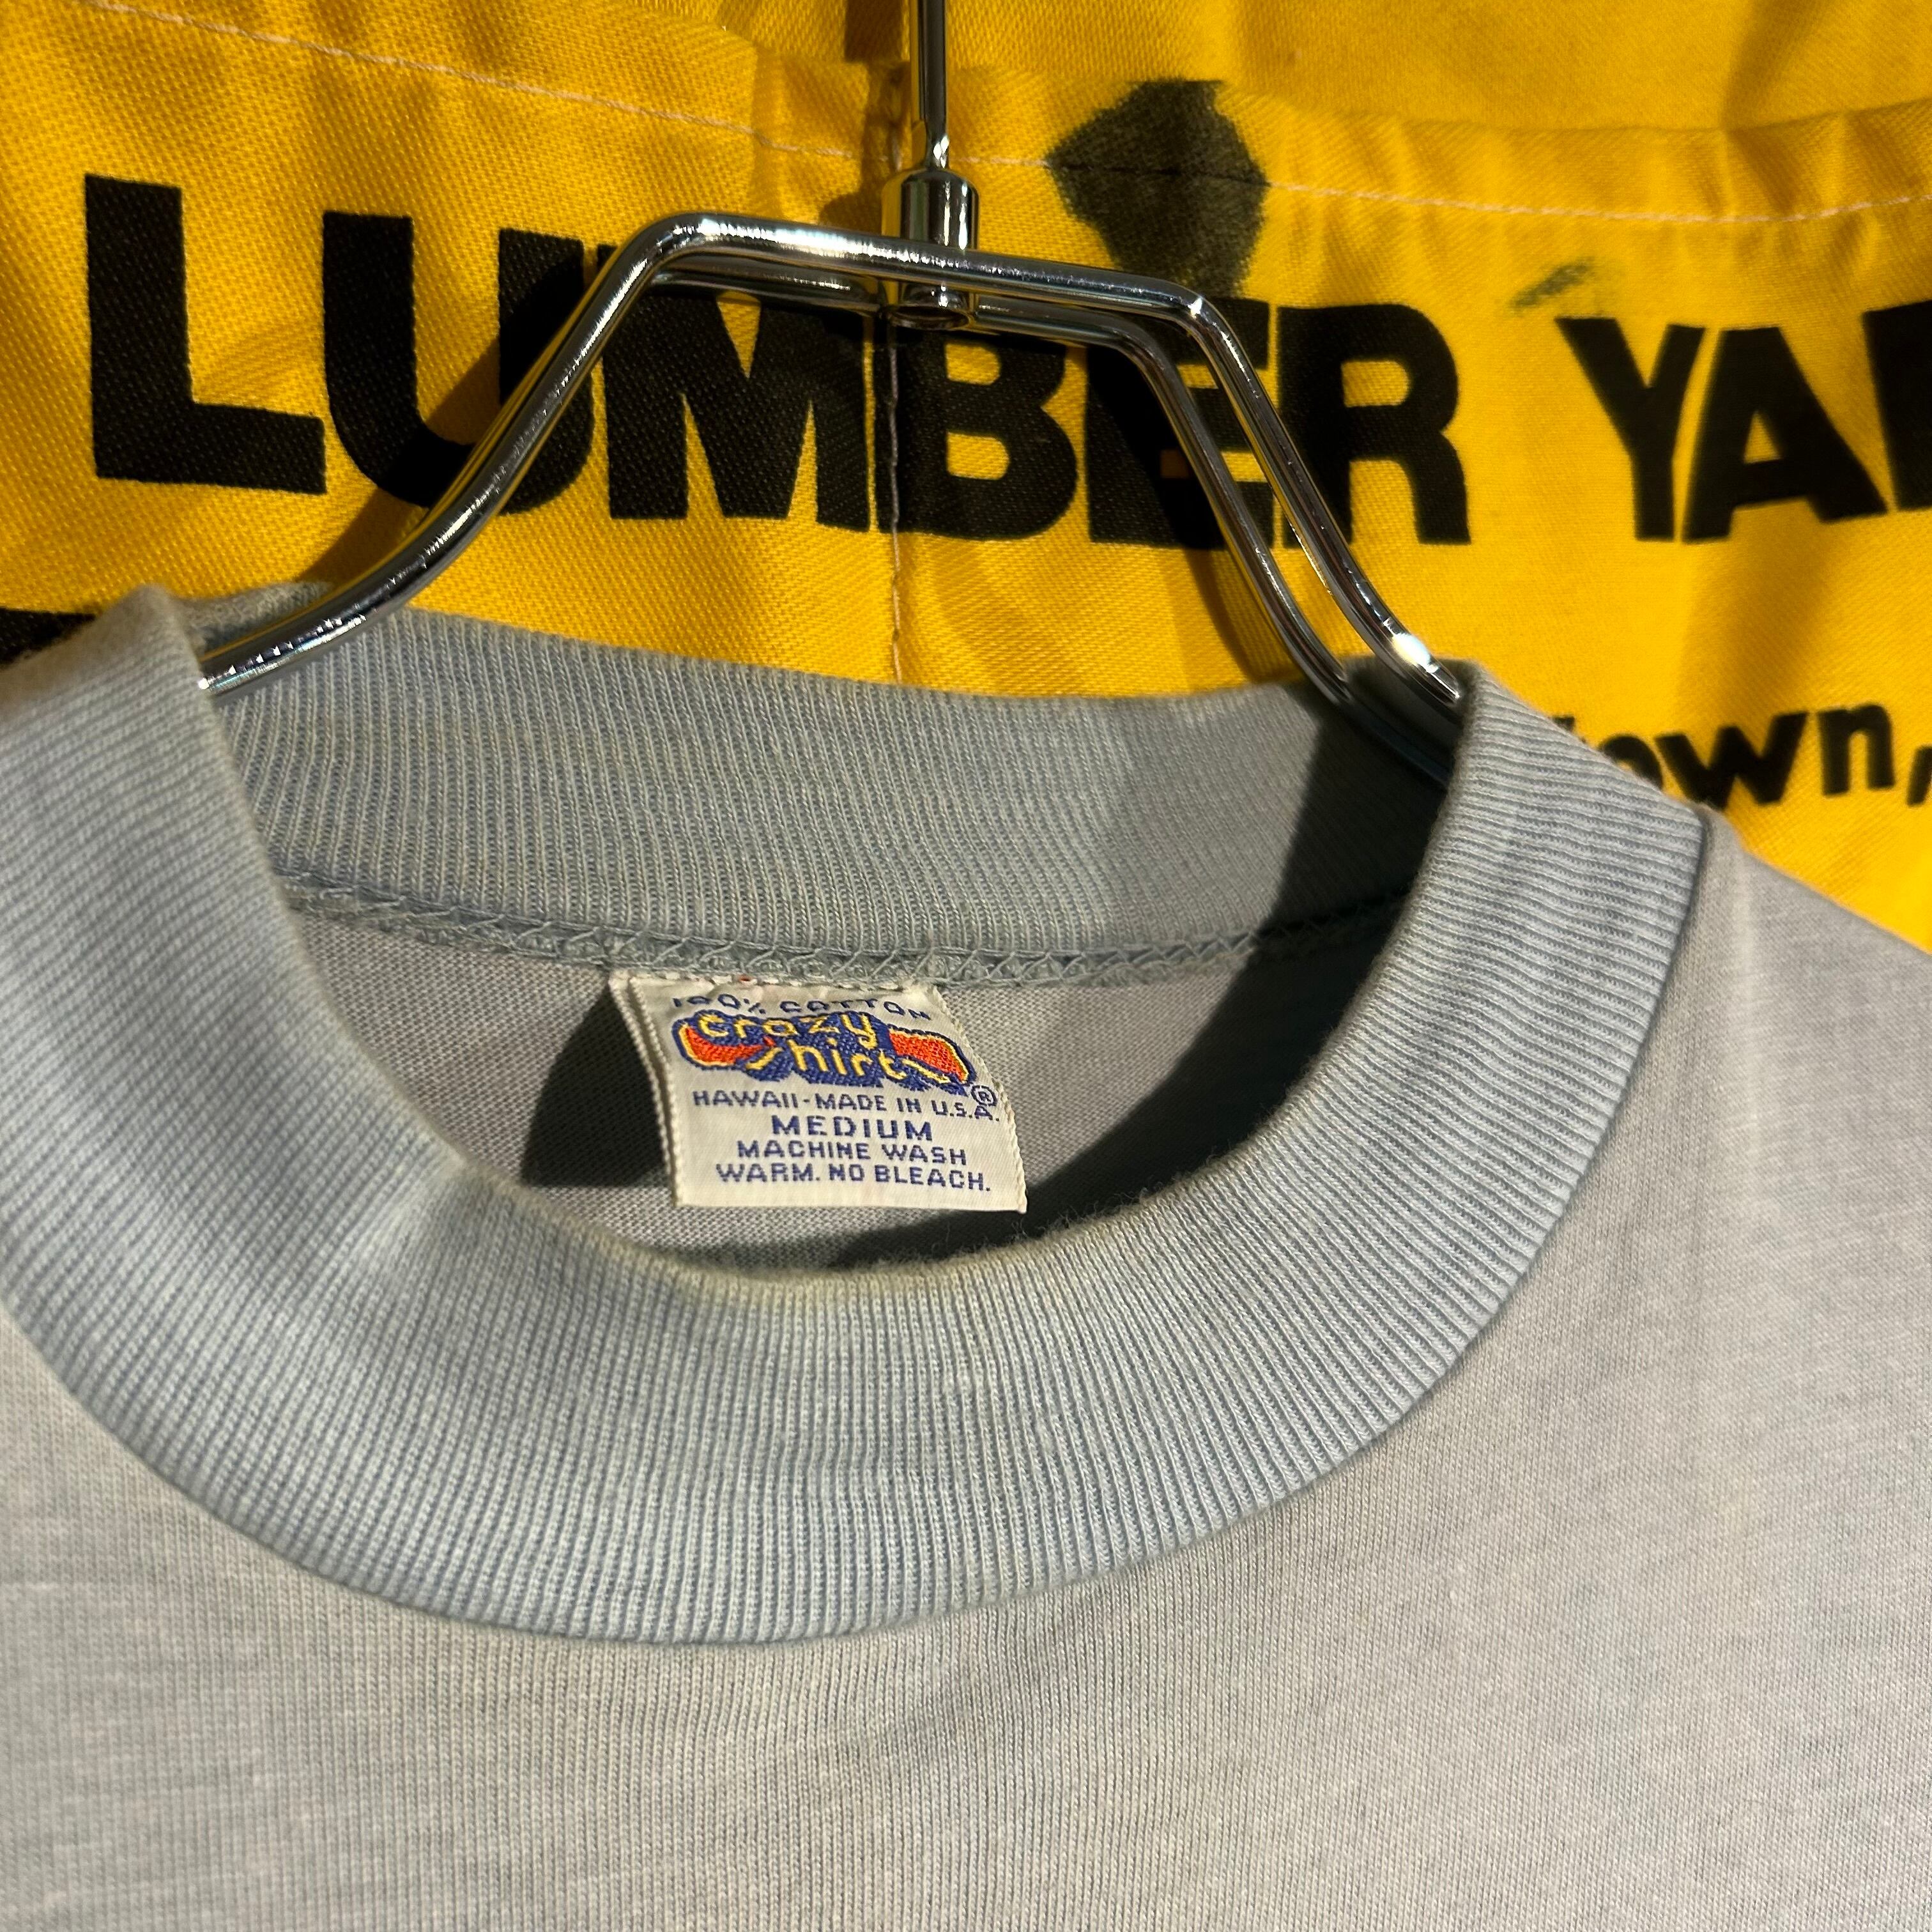 LUMBER YA
own,
100% COTTON
crazy
shirts
®
HAWAII-MADE IN U.S.A.
MEDIUM
MACHINE WASH
WARM. NO BLEACH.